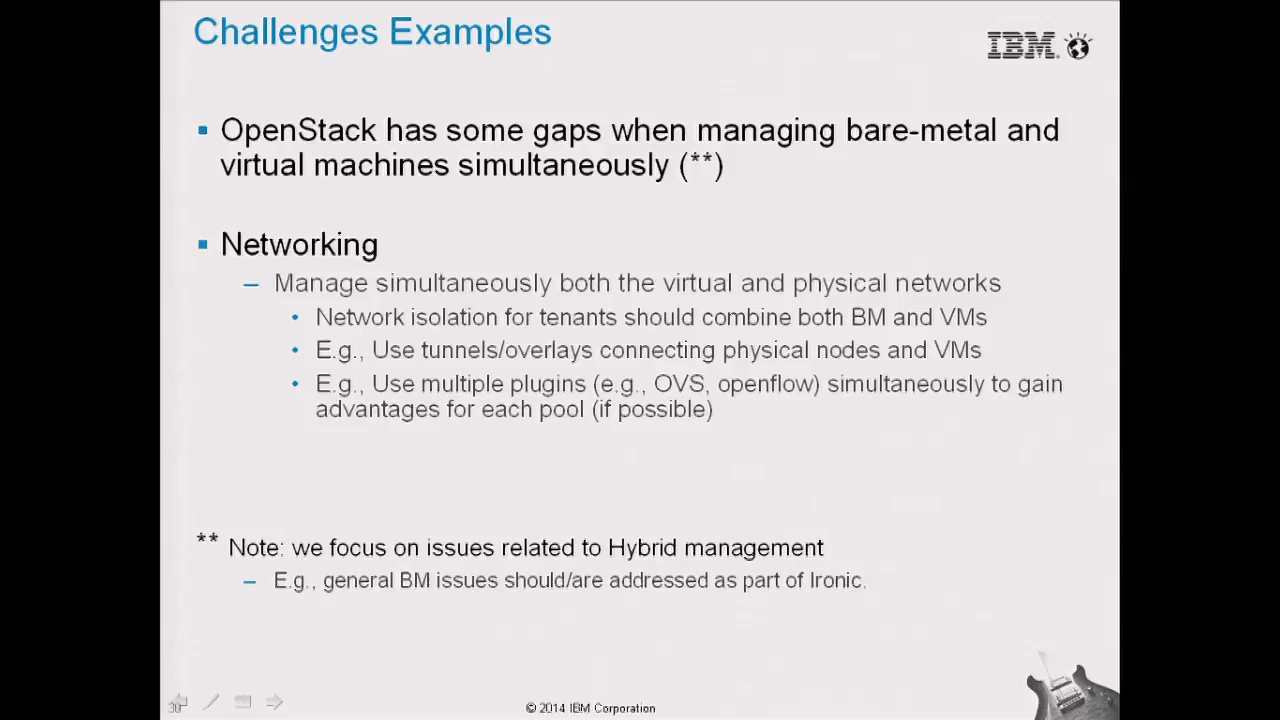 Challenges Examples
IBM.
▪ OpenStack has some gaps when managing bare-metal and
virtual machines simultaneously (**)
▪ Networking
– Manage simultaneously both the virtual and physical networks
• Network isolation for tenants should combine both BM and VMs
• E.g., Use tunnels/overlays connecting physical nodes and VMs
• E.g., Use multiple plugins (e.g., OVS, openflow) simultaneously to gain
advantages for each pool (if possible)
** Note: we focus on issues related to Hybrid management
– E.g., general BM issues should/are addressed as part of Ironic.
© 2014 IBM Corporation